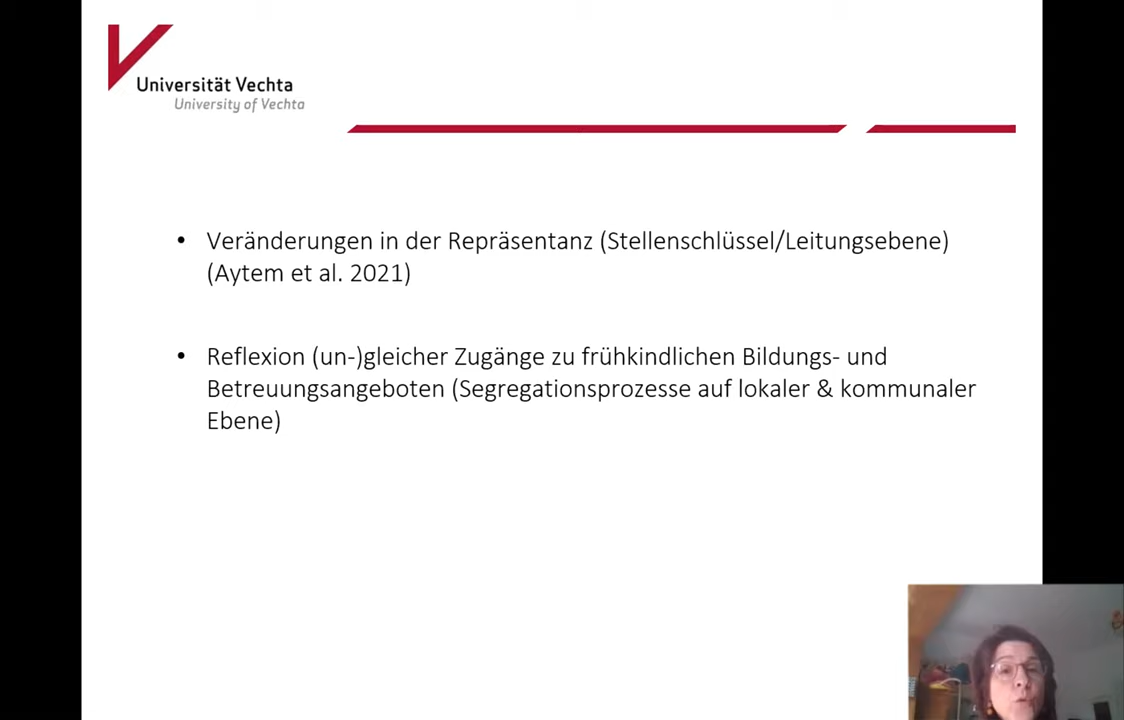 Universität Vechta
University of Vechta
• Veränderungen in der Repräsentanz (Stellenschlüssel/Leitungsebene)
(Aytem et al. 2021)
• Reflexion (un-)gleicher Zugänge zu frühkindlichen Bildungs- und
Betreuungsangeboten (Segregationsprozesse auf lokaler & kommunaler
Ebene)